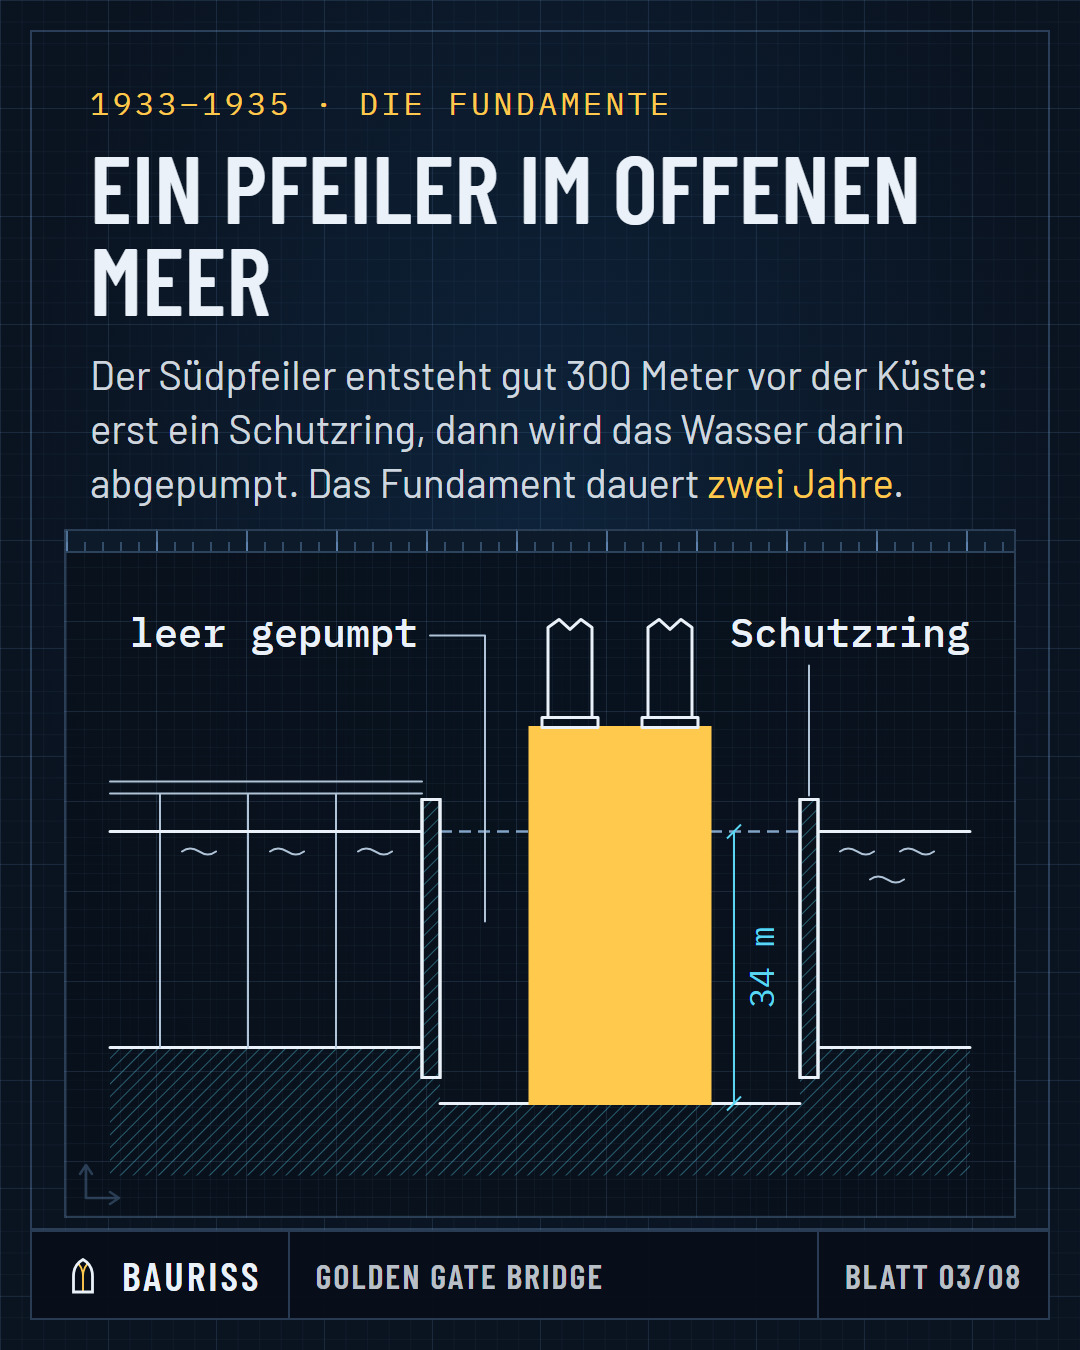 1933–1935 · DIE FUNDAMENTE
EIN PFEILER IM OFFENEN
MEER
Der Südpfeiler entsteht gut 300 Meter vor der Küste:
erst ein Schutzring, dann wird das Wasser darin
abgepumpt. Das Fundament dauert zwei Jahre.
leer gepumpt
Schutzring
34 m
BAURISS
GOLDEN GATE BRIDGE
BLATT 03/08